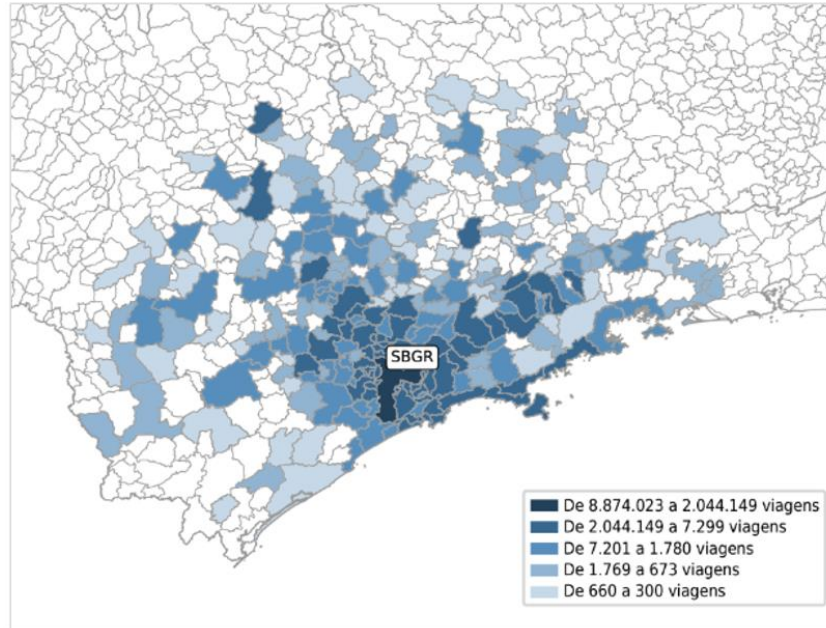 SBGR
De 8.874.023 a 2.044.149 viagens
De 2.044.149 a 7.299 viagens
De 7.201 a 1.780 viagens
De 1.769 a 673 viagens
De 660 a 300 viagens